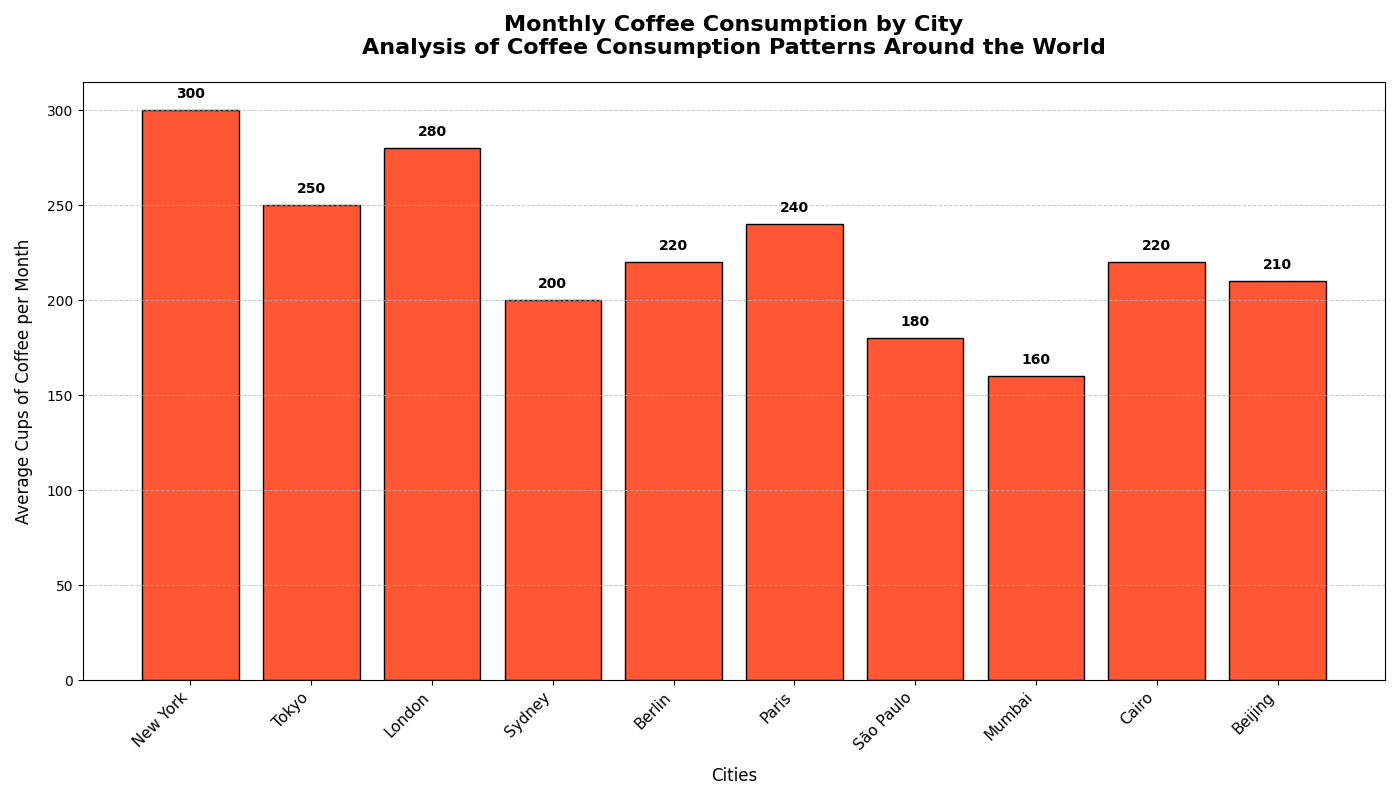 Monthly Coffee Consumption by City
Analysis of Coffee Consumption Patterns Around the World
Average Cups of Coffee per Month
300
250
200
150
100
50
0
300
250
280
200
220
240
180
160
220
210
New York
Tokyo
London
Sydney
Berlin
Paris
São Paulo
Mumbai
Cairo
Beijing
Cities